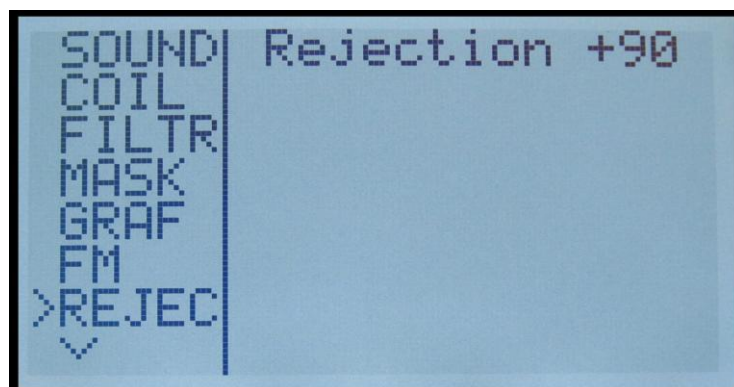 SOUND Rejection +90
COIL
FILTR
MASK
GRAF
FM
>REJEC